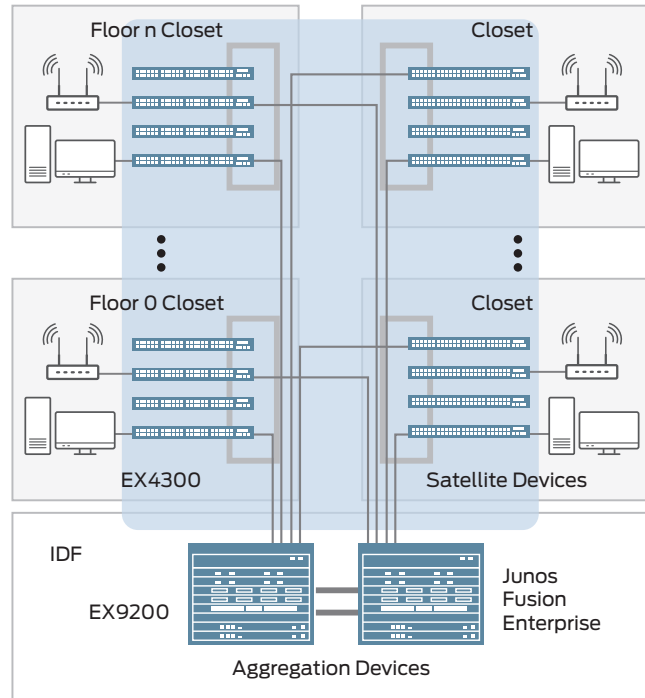 Floor n Closet
Closet
Floor 0 Closet
Closet
EX4300
Satellite Devices
IDF
EX9200
Junos
Fusion
Enterprise
Aggregation Devices